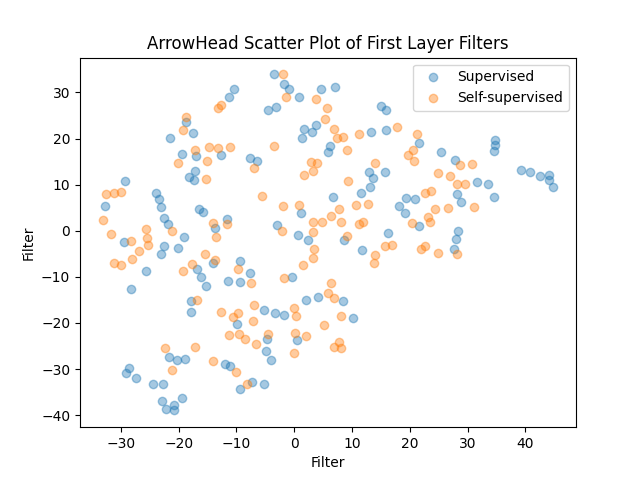 ArrowHead Scatter Plot of First Layer Filters
Supervised
Self-supervised
30
20
10
0
−10
−20
−30
−40
Filter
−30 −20 −10 0 10 20 30 40
Filter